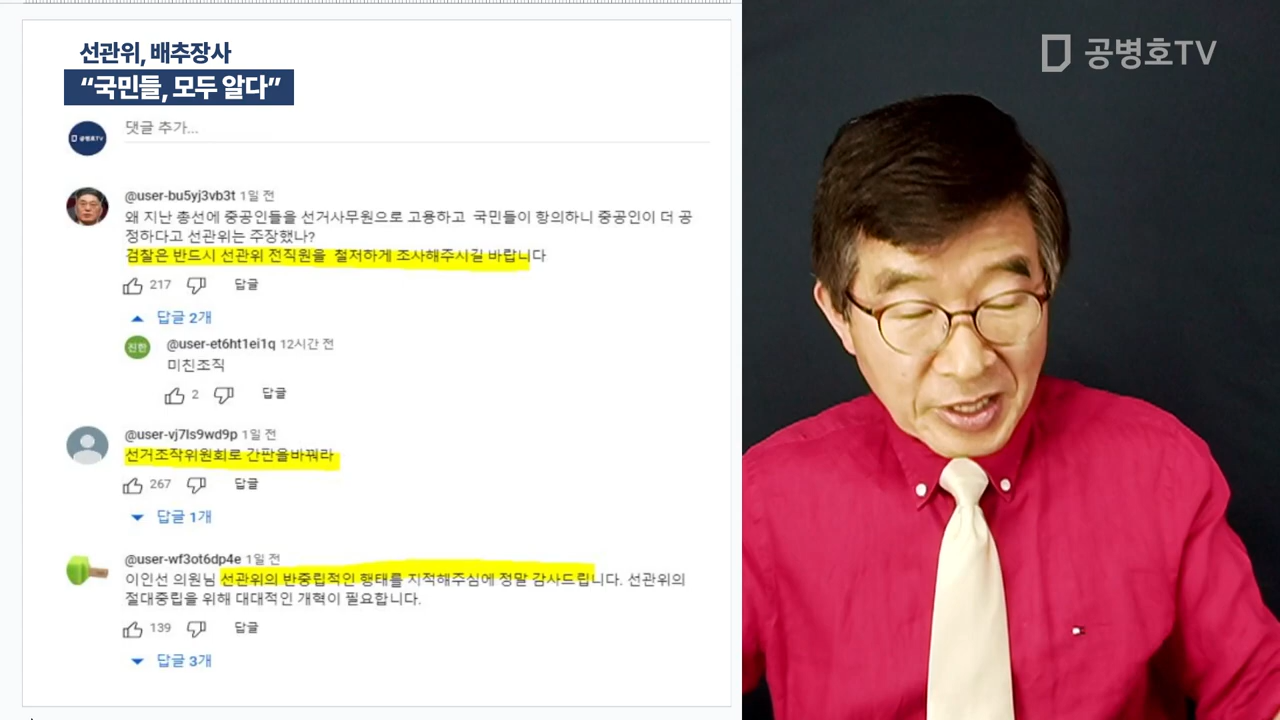 선관위, 배추장사
“국민들, 모두 알다”
공병호TV
공병호TV
댓글 추가...
@user-bu5yj3vb3t 1일 전
왜 지난 총선에 중공인들을 선거사무원으로 고용하고 국민들이 항의하니 중공인이 더 공
정하다고 선관위는 주장했나?
검찰은 반드시 선관위 전직원을 철저하게 조사해주시길 바랍니다
217 답글
답글 2개
진한
@user-et6ht1ei1q 12시간 전
미친조직
2 답글
@user-vj7ls9wd9p 1일 전
선거조작위원회로 간판을바꿔라
267 답글
답글 1개
@user-wf3ot6dp4e 1일 전
이인선 의원님 선관위의 반중립적인 행태를 지적해주심에 정말 감사드립니다. 선관위의
절대중립을 위해 대대적인 개혁이 필요합니다.
139 답글
답글 3개